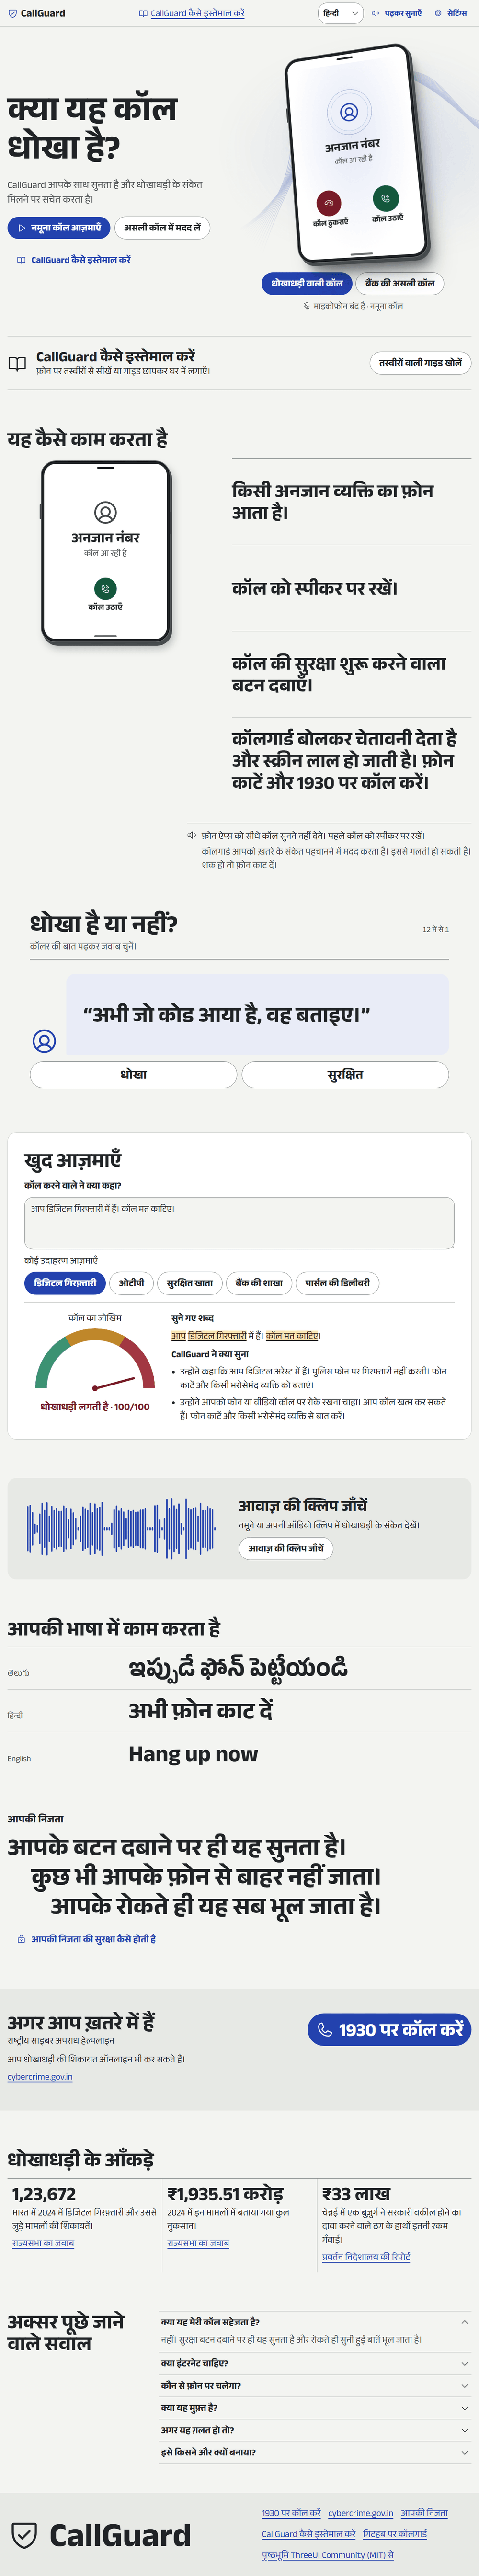 CallGuard
CallGuard कैसे इस्तेमाल करें
हिन्दी
पढ़कर सुनाएँ
सेटिंग्स
क्या यह कॉल
धोखा है?
CallGuard आपके साथ सुनता है और धोखाधड़ी के संकेत
मिलने पर सचेत करता है।
नमूना कॉल आज़माएँ
असली कॉल में मदद लें
CallGuard कैसे इस्तेमाल करें
अनजान नंबर
कॉल आ रही है
कॉल ठुकराएँ
कॉल उठाएँ
धोखाधड़ी वाली कॉल
बैंक की असली कॉल
माइक्रोफ़ोन बंद है · नमूना कॉल
CallGuard कैसे इस्तेमाल करें
फ़ोन पर तस्वीरों से सीखें या गाइड छापकर घर में लगाएँ।
तस्वीरों वाली गाइड खोलें
यह कैसे काम करता है
अनजान नंबर
कॉल आ रही है
कॉल उठाएँ
किसी अनजान व्यक्ति का फ़ोन
आता है।
कॉल को स्पीकर पर रखें।
कॉल की सुरक्षा शुरू करने वाला
बटन दबाएँ।
कॉलगार्ड बोलकर चेतावनी देता है
और स्क्रीन लाल हो जाती है। फ़ोन
काटें और 1930 पर कॉल करें।
फ़ोन ऐप्स को सीधे कॉल सुनने नहीं देते। पहले कॉल को स्पीकर पर रखें।
कॉलगार्ड आपको ख़तरे के संकेत पहचानने में मदद करता है। इससे गलती हो सकती है।
शक हो तो फ़ोन काट दें।
धोखा है या नहीं?
12 में से 1
कॉलर की बात पढ़कर जवाब चुनें।
“अभी जो कोड आया है, वह बताइए।”
धोखा
सुरक्षित
खुद आज़माएँ
कॉल करने वाले ने क्या कहा?
आप डिजिटल गिरफ्तारी में हैं। कॉल मत काटिए।
कोई उदाहरण आज़माएँ
डिजिटल गिरफ़्तारी
ओटीपी
सुरक्षित खाता
बैंक की शाखा
पार्सल की डिलीवरी
कॉल का जोखिम
धोखाधड़ी लगती है · 100/100
सुने गए शब्द
आप डिजिटल गिरफ्तारी में हैं। कॉल मत काटिए।
CallGuard ने क्या सुना
उन्होंने कहा कि आप डिजिटल अरेस्ट में हैं। पुलिस फोन पर गिरफ्तारी नहीं करती। फोन
काटें और किसी भरोसेमंद व्यक्ति को बताएं।
उन्होंने आपको फोन या वीडियो कॉल पर रोके रखना चाहा। आप कॉल खत्म कर सकते
हैं। फोन काटें और किसी भरोसेमंद व्यक्ति से बात करें।
आवाज़ की क्लिप जाँचें
नमूने या अपनी ऑडियो क्लिप में धोखाधड़ी के संकेत देखें।
आवाज़ की क्लिप जाँचें
आपकी भाषा में काम करता है
తెలుగు
ఇప్పుడే ఫోన్ పెట్టేయండి
हिन्दी
अभी फ़ोन काट दें
English
Hang up now
आपकी निजता
आपके बटन दबाने पर ही यह सुनता है।
कुछ भी आपके फ़ोन से बाहर नहीं जाता।
आपके रोकते ही यह सब भूल जाता है।
आपकी निजता की सुरक्षा कैसे होती है
अगर आप ख़तरे में हैं
राष्ट्रीय साइबर अपराध हेल्पलाइन
आप धोखाधड़ी की शिकायत ऑनलाइन भी कर सकते हैं।
cybercrime.gov.in
1930 पर कॉल करें
धोखाधड़ी के आँकड़े
1,23,672
भारत में 2024 में डिजिटल गिरफ़्तारी और उससे
जुड़े मामलों की शिकायतें।
राज्यसभा का जवाब
₹1,935.51 करोड़
2024 में इन मामलों में बताया गया कुल
नुकसान।
राज्यसभा का जवाब
₹33 लाख
चेन्नई में एक बुज़ुर्ग ने सरकारी वकील होने का
दावा करने वाले ठग के हाथों इतनी रकम
गँवाई।
प्रवर्तन निदेशालय की रिपोर्ट
अक्सर पूछे जाने
वाले सवाल
क्या यह मेरी कॉल सहेजता है?
नहीं। सुरक्षा बटन दबाने पर ही यह सुनता है और रोकते ही सुनी हुई बातें भूल जाता है।
क्या इंटरनेट चाहिए?
कौन से फ़ोन पर चलेगा?
क्या यह मुफ़्त है?
अगर यह ग़लत हो तो?
इसे किसने और क्यों बनाया?
CallGuard
1930 पर कॉल करें
cybercrime.gov.in
आपकी निजता
CallGuard कैसे इस्तेमाल करें
गिटहब पर कॉलगार्ड
पृष्ठभूमि ThreeUI Community (MIT) से